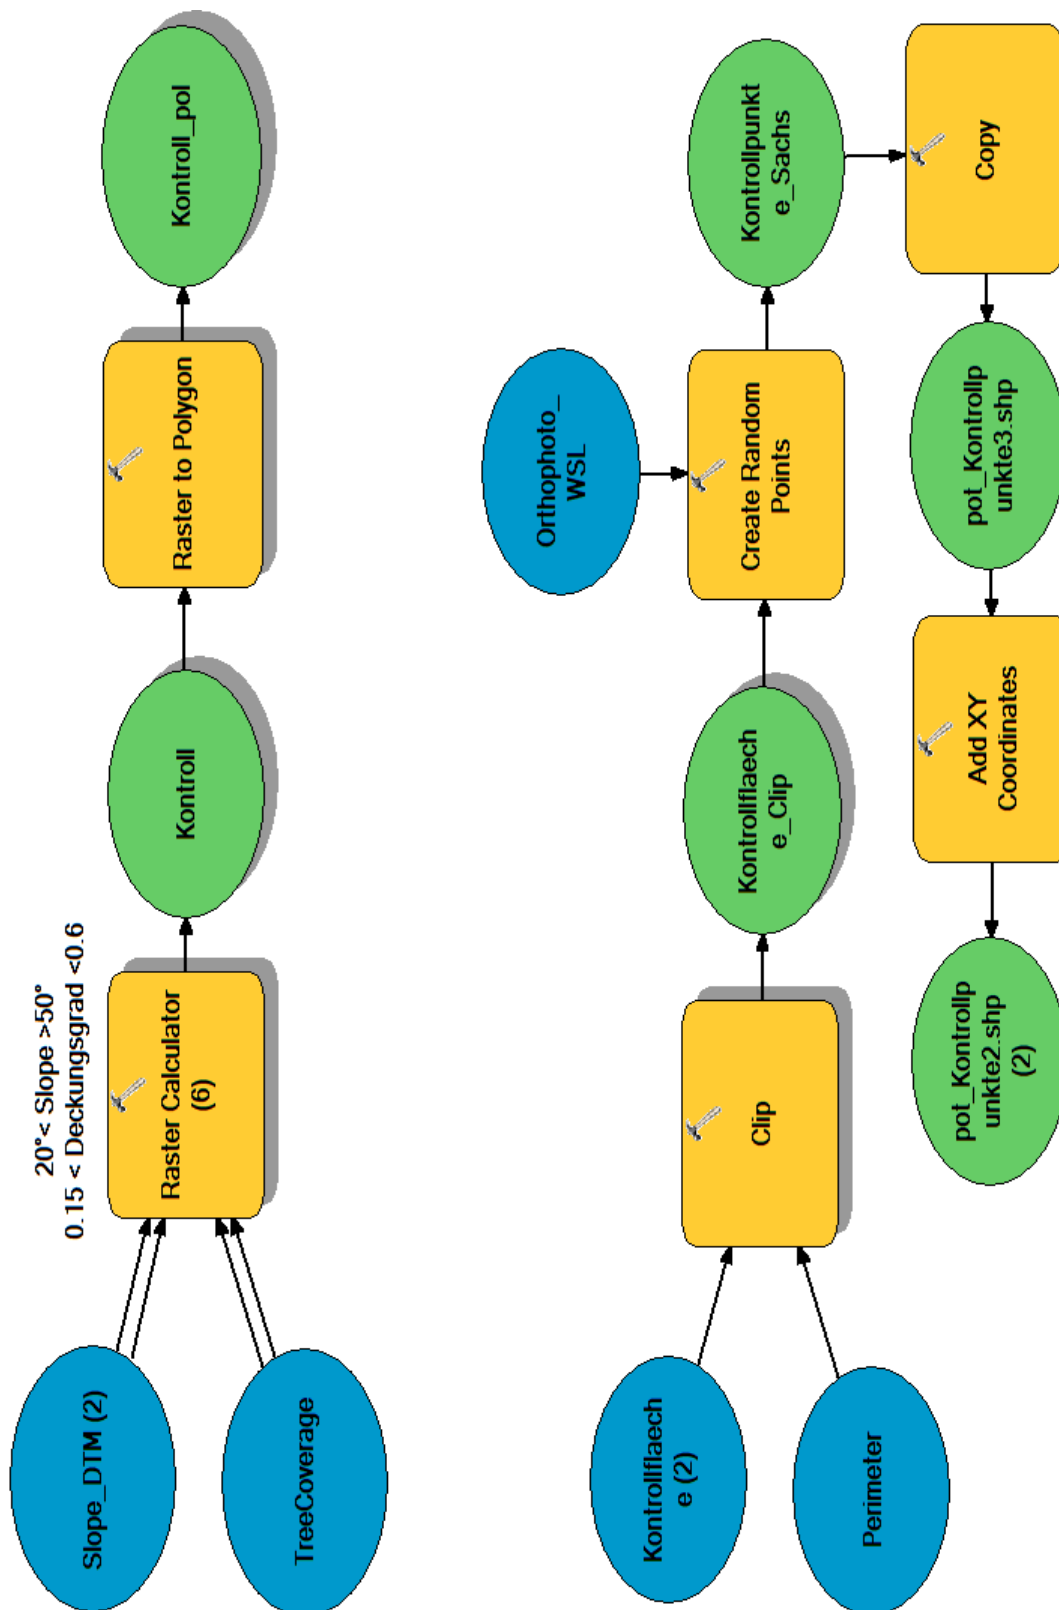 20°< Slope >50°
0.15 < Deckungsgrad <0.6
Slope_DTM (2)
TreeCoverage
Raster Calculator
(6)
Kontroll
Raster to Polygon
Kontroll_pol
Kontrollflaech
e (2)
Perimeter
Clip
Kontrollflaech
e_Clip
Orthophoto_
WSL
Create Random
Points
Kontrollpunkt
e_Sachs
Copy
pot_Kontrollp
unkte3.shp
Add XY
Coordinates
pot_Kontrollp
unkte2.shp
(2)